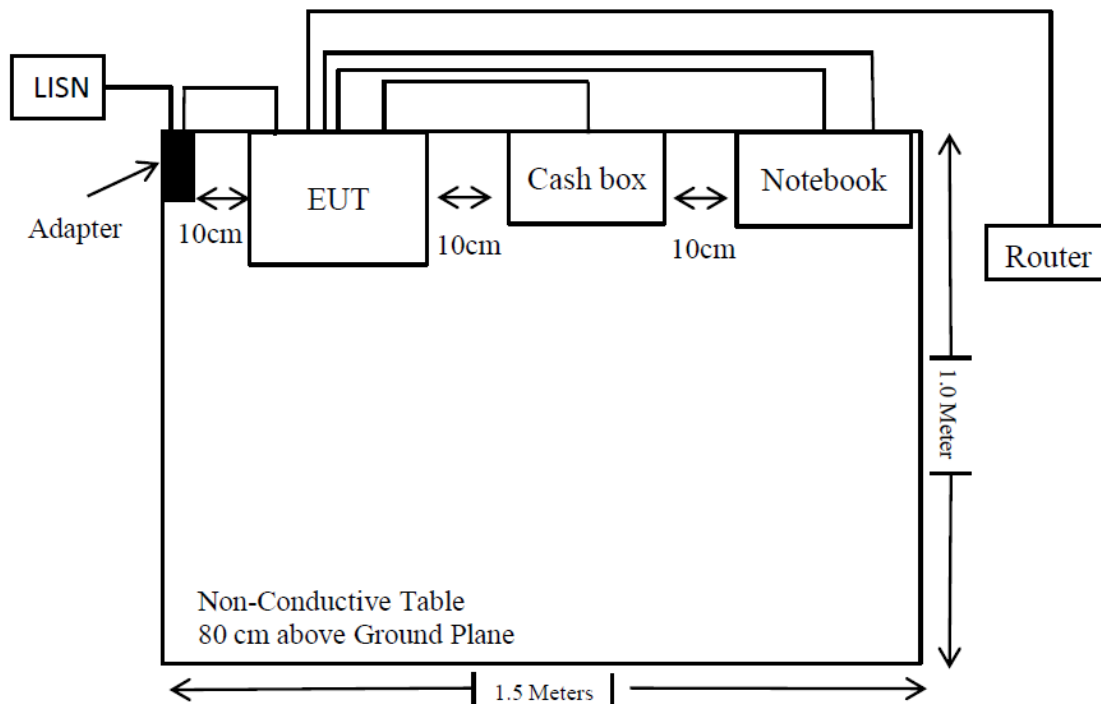 LISN
Adapter
10cm
EUT
10cm
Cash box
10cm
Notebook
Router
1.0 Meter
Non-Conductive Table
80 cm above Ground Plane
1.5 Meters